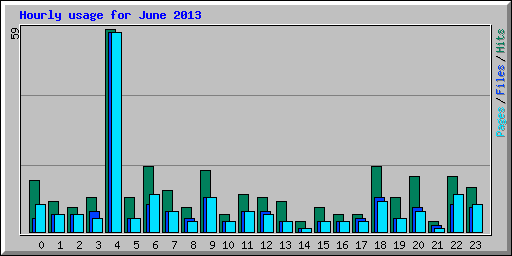 Hourly usage for June 2013
59
Pages / Files / Hits
0 1 2 3 4 5 6 7 8 9 10 11 12 13 14 15 16 17 18 19 20 21 22 23